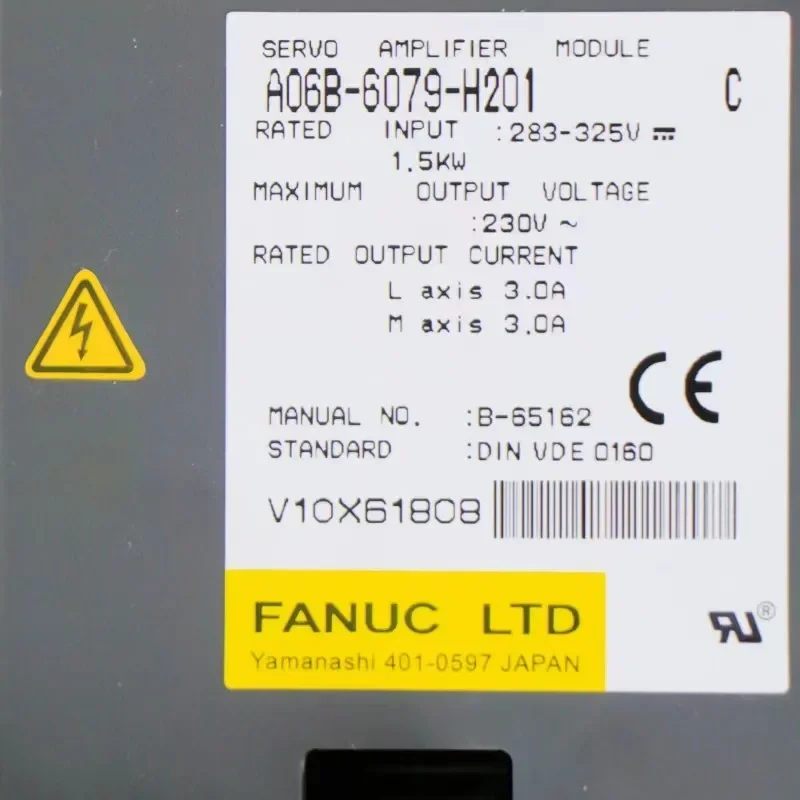 SERVO AMPLIFIER MODULE
A06B-6079-H201 C
RATED INPUT :283-325V ⎓
1.5KW
MAXIMUM OUTPUT VOLTAGE
:230V ~
RATED OUTPUT CURRENT
L axis 3.0A
M axis 3.0A
CE
MANUAL NO. :B-65162
STANDARD :DIN VDE 0160
V10X61808
FANUC LTD
Yamanashi 401-0597 JAPAN
RU®